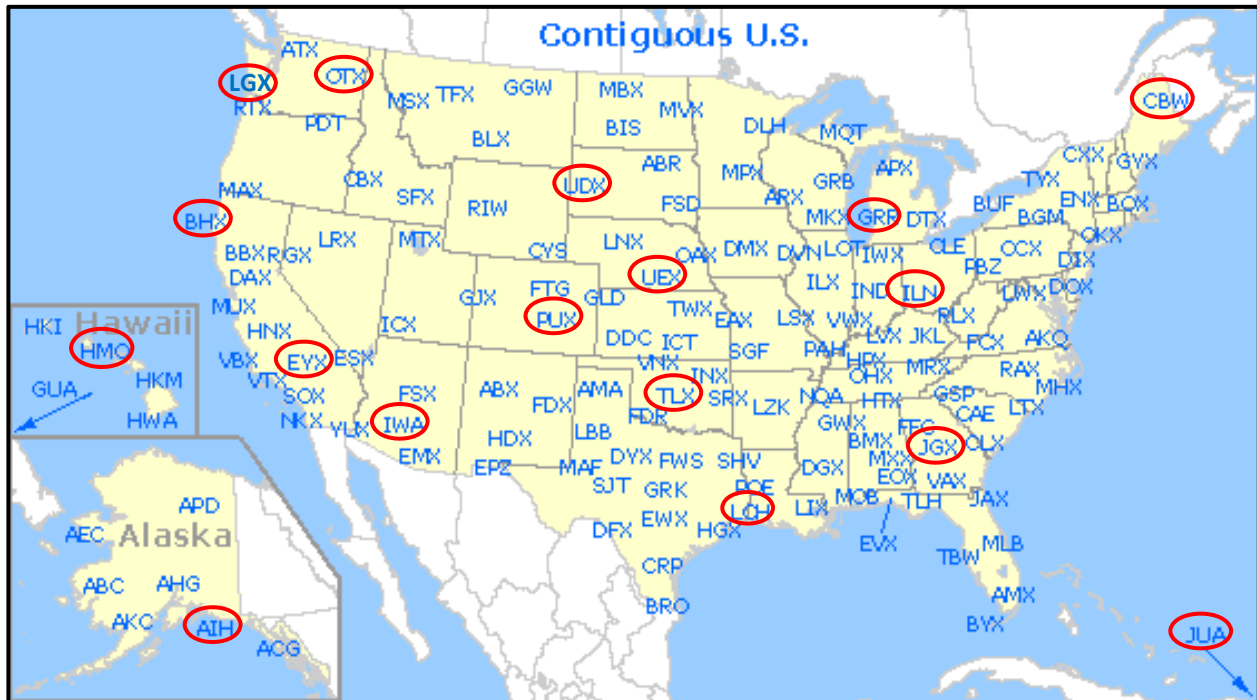 Contiguous U.S.
ATX
LGX
OTX
RTX
PDT
MSX
TFX
GGW
BLX
MBX
BIS
MVX
DLH
MQT
CBW
MAX
CBX
SFX
RIW
UDX
ABR
FSD
MPX
ARX
GRB
MKX
APX
GRR
DTX
CXX
GYX
TYX
ENX
BUF
BGM
BOX
OKX
BHX
BBX
RGX
LRX
MTX
CYS
LNX
OAX
UEX
DMX
DVN
LOT
IWX
CLE
PBZ
CCX
DIX
DAX
MUX
HNX
GJX
FTG
PUX
GLD
TWX
EAX
LSX
ILX
IND
ILN
RLX
LWX
DOX
VBX
EYX
ESX
ICX
DDC
ICT
SGF
PAH
VWX
LVX
JKL
FCX
AKQ
VTX
SOX
NKX
YUX
FSX
IWA
EMX
ABX
FDX
HDX
EPZ
AMA
VNX
INX
TLX
FDR
SRX
LZK
NQA
HPX
OHX
HTX
MRX
RAX
MHX
GSP
LTX
CAE
CLX
FFC
JGX
LBB
MAF
DYX
FWS
SHV
SJT
GRK
POE
LCH
DFX
EWX
HGX
CRP
BRO
GWX
DGX
BMX
MXX
EOX
VAX
MOB
LIX
EVX
TLH
JAX
TBW
MLB
AMX
BYX
JUA
Hawaii
HKI
HMO
GUA
HKM
HWA
Alaska
APD
AEC
ABC
AHG
AKC
AIH
ACG